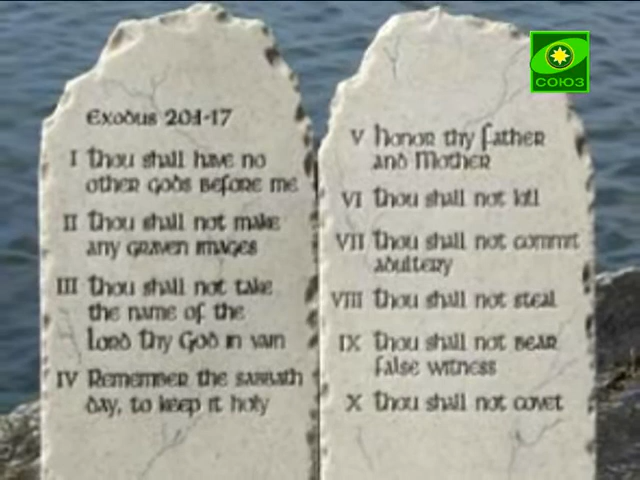 Exodus 20:1-17
I Thou shall have no
other Gods before me
II Thou shall not make
any graven images
III Thou shall not take
the name of the
Lord thy God in vain
IV Remember the sabbath
day, to keep it holy
V Honor thy father
and Mother
VI Thou shall not kill
VII Thou shall not commit
adultery
VIII Thou shall not steal
IX Thou shall not bear
false witness
X Thou shall not covet
СОЮЗ